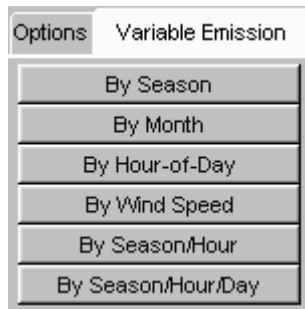 Options Variable Emission
By Season
By Month
By Hour-of-Day
By Wind Speed
By Season/Hour
By Season/Hour/Day